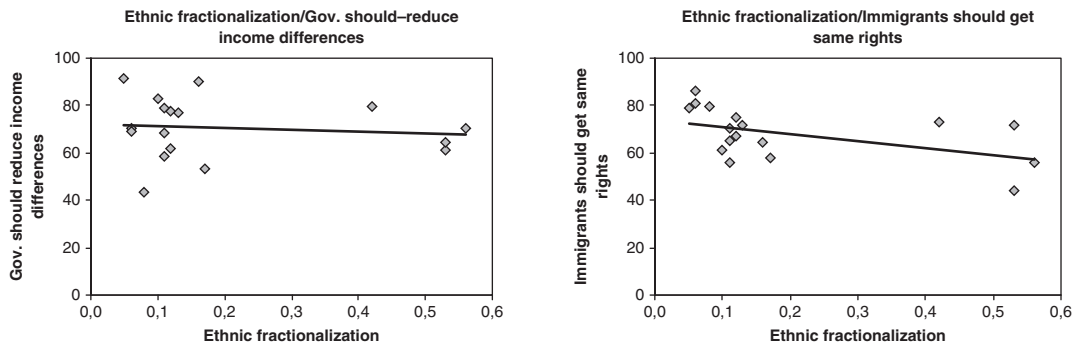 Ethnic fractionalization/Gov. should–reduce
income differences
Gov. should reduce income
differences
100
80
60
40
20
0
0,0 0,1 0,2 0,3 0,4 0,5 0,6
Ethnic fractionalization
Ethnic fractionalization/Immigrants should get
same rights
Immigrants should get same
rights
100
80
60
40
20
0
0,0 0,1 0,2 0,3 0,4 0,5 0,6
Ethnic fractionalization